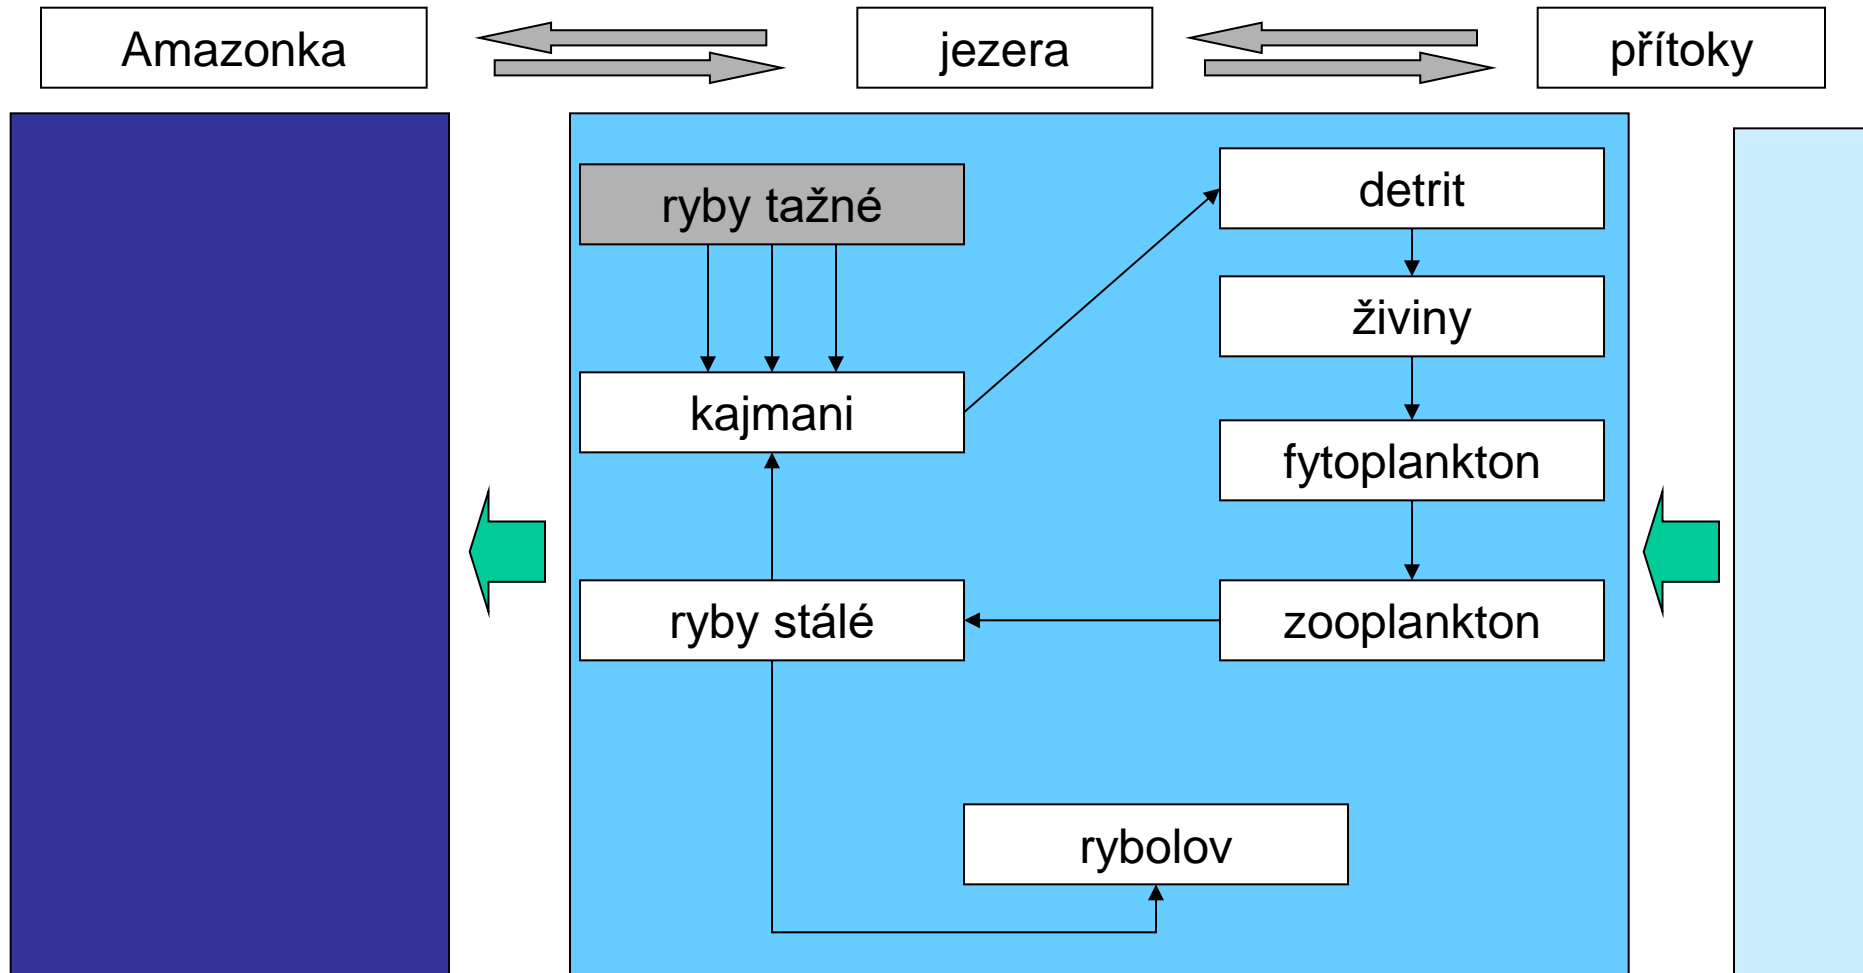 Amazonka
jezera
přítoky
ryby tažné
detrit
živiny
kajmani
fytoplankton
ryby stálé
zooplankton
rybolov